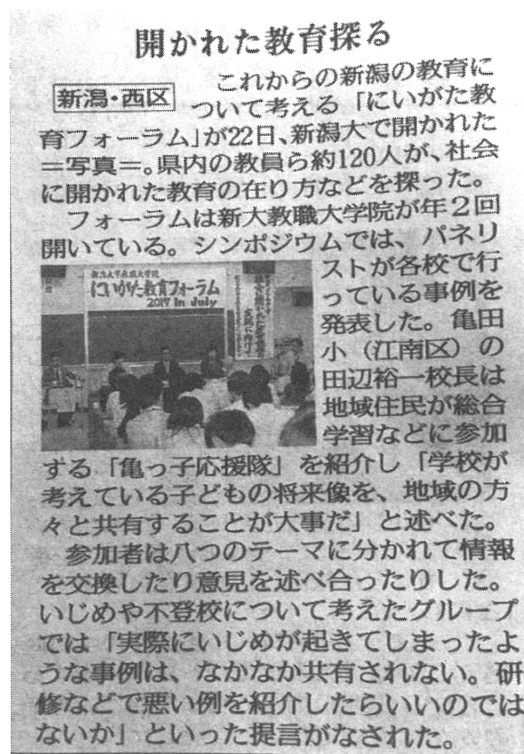 開かれた教育探る
新潟・西区
これからの新潟の教育に
ついて考える「にいがた教
育フォーラム」が22日、新潟大で開かれた
=写真=。県内の教員ら約120人が、社会
に開かれた教育の在り方などを探った。
フォーラムは新大教職大学院が年2回
開いている。シンポジウムでは、パネリ
ストが各校で行
っている事例を
発表した。亀田
小（江南区）の
田辺裕一校長は
地域住民が総合
学習などに参加
する「亀っ子応援隊」を紹介し「学校が
考えている子どもの将来像を、地域の方
々と共有することが大事だ」と述べた。
参加者は八つのテーマに分かれて情報
を交換したり意見を述べ合ったりした。
いじめや不登校について考えたグループ
では「実際にいじめが起きてしまったよ
うな事例は、なかなか共有されない。研
修などで悪い例を紹介したらいいのでは
ないか」といった提言がなされた。
新潟大学教職大学院
にいがた教育フォーラム
2017 in July